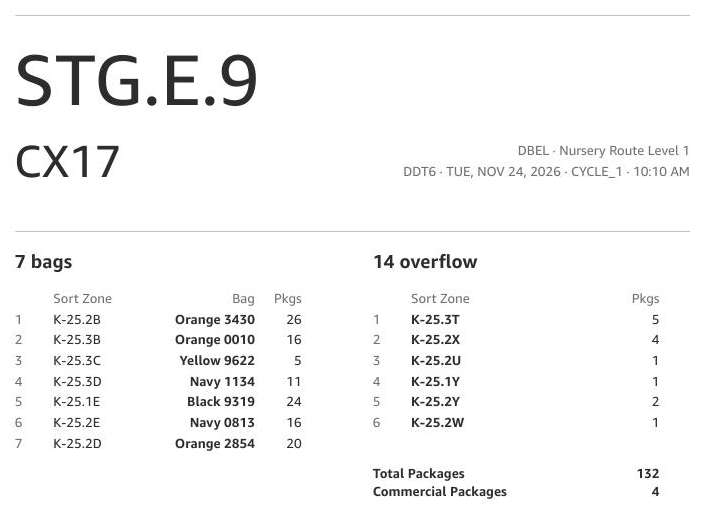 STG.E.9
CX17
DBEL · Nursery Route Level 1
DDT6 · TUE, NOV 24, 2026 · CYCLE_1 · 10:10 AM
7 bags
Sort Zone Bag Pkgs
1 K-25.2B Orange 3430 26
2 K-25.3B Orange 0010 16
3 K-25.3C Yellow 9622 5
4 K-25.3D Navy 1134 11
5 K-25.1E Black 9319 24
6 K-25.2E Navy 0813 16
7 K-25.2D Orange 2854 20
14 overflow
Sort Zone Pkgs
1 K-25.3T 5
2 K-25.2X 4
3 K-25.2U 1
4 K-25.1Y 1
5 K-25.2Y 2
6 K-25.2W 1
Total Packages 132
Commercial Packages 4